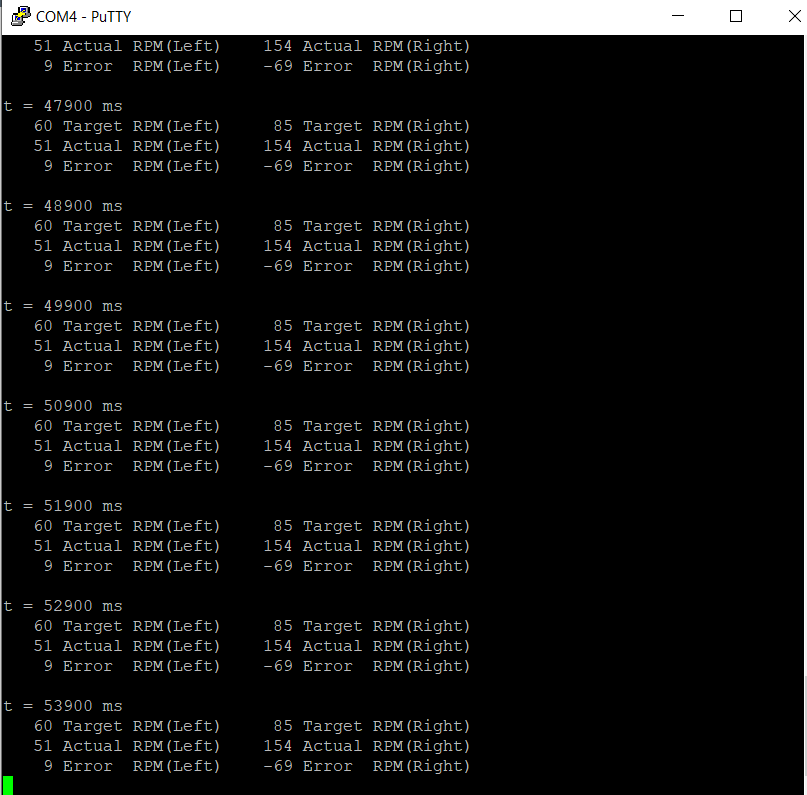 COM4 - PuTTY
51 Actual RPM(Left) 154 Actual RPM(Right)
9 Error RPM(Left) -69 Error RPM(Right)
t = 47900 ms
60 Target RPM(Left) 85 Target RPM(Right)
51 Actual RPM(Left) 154 Actual RPM(Right)
9 Error RPM(Left) -69 Error RPM(Right)
t = 48900 ms
60 Target RPM(Left) 85 Target RPM(Right)
51 Actual RPM(Left) 154 Actual RPM(Right)
9 Error RPM(Left) -69 Error RPM(Right)
t = 49900 ms
60 Target RPM(Left) 85 Target RPM(Right)
51 Actual RPM(Left) 154 Actual RPM(Right)
9 Error RPM(Left) -69 Error RPM(Right)
t = 50900 ms
60 Target RPM(Left) 85 Target RPM(Right)
51 Actual RPM(Left) 154 Actual RPM(Right)
9 Error RPM(Left) -69 Error RPM(Right)
t = 51900 ms
60 Target RPM(Left) 85 Target RPM(Right)
51 Actual RPM(Left) 154 Actual RPM(Right)
9 Error RPM(Left) -69 Error RPM(Right)
t = 52900 ms
60 Target RPM(Left) 85 Target RPM(Right)
51 Actual RPM(Left) 154 Actual RPM(Right)
9 Error RPM(Left) -69 Error RPM(Right)
t = 53900 ms
60 Target RPM(Left) 85 Target RPM(Right)
51 Actual RPM(Left) 154 Actual RPM(Right)
9 Error RPM(Left) -69 Error RPM(Right)